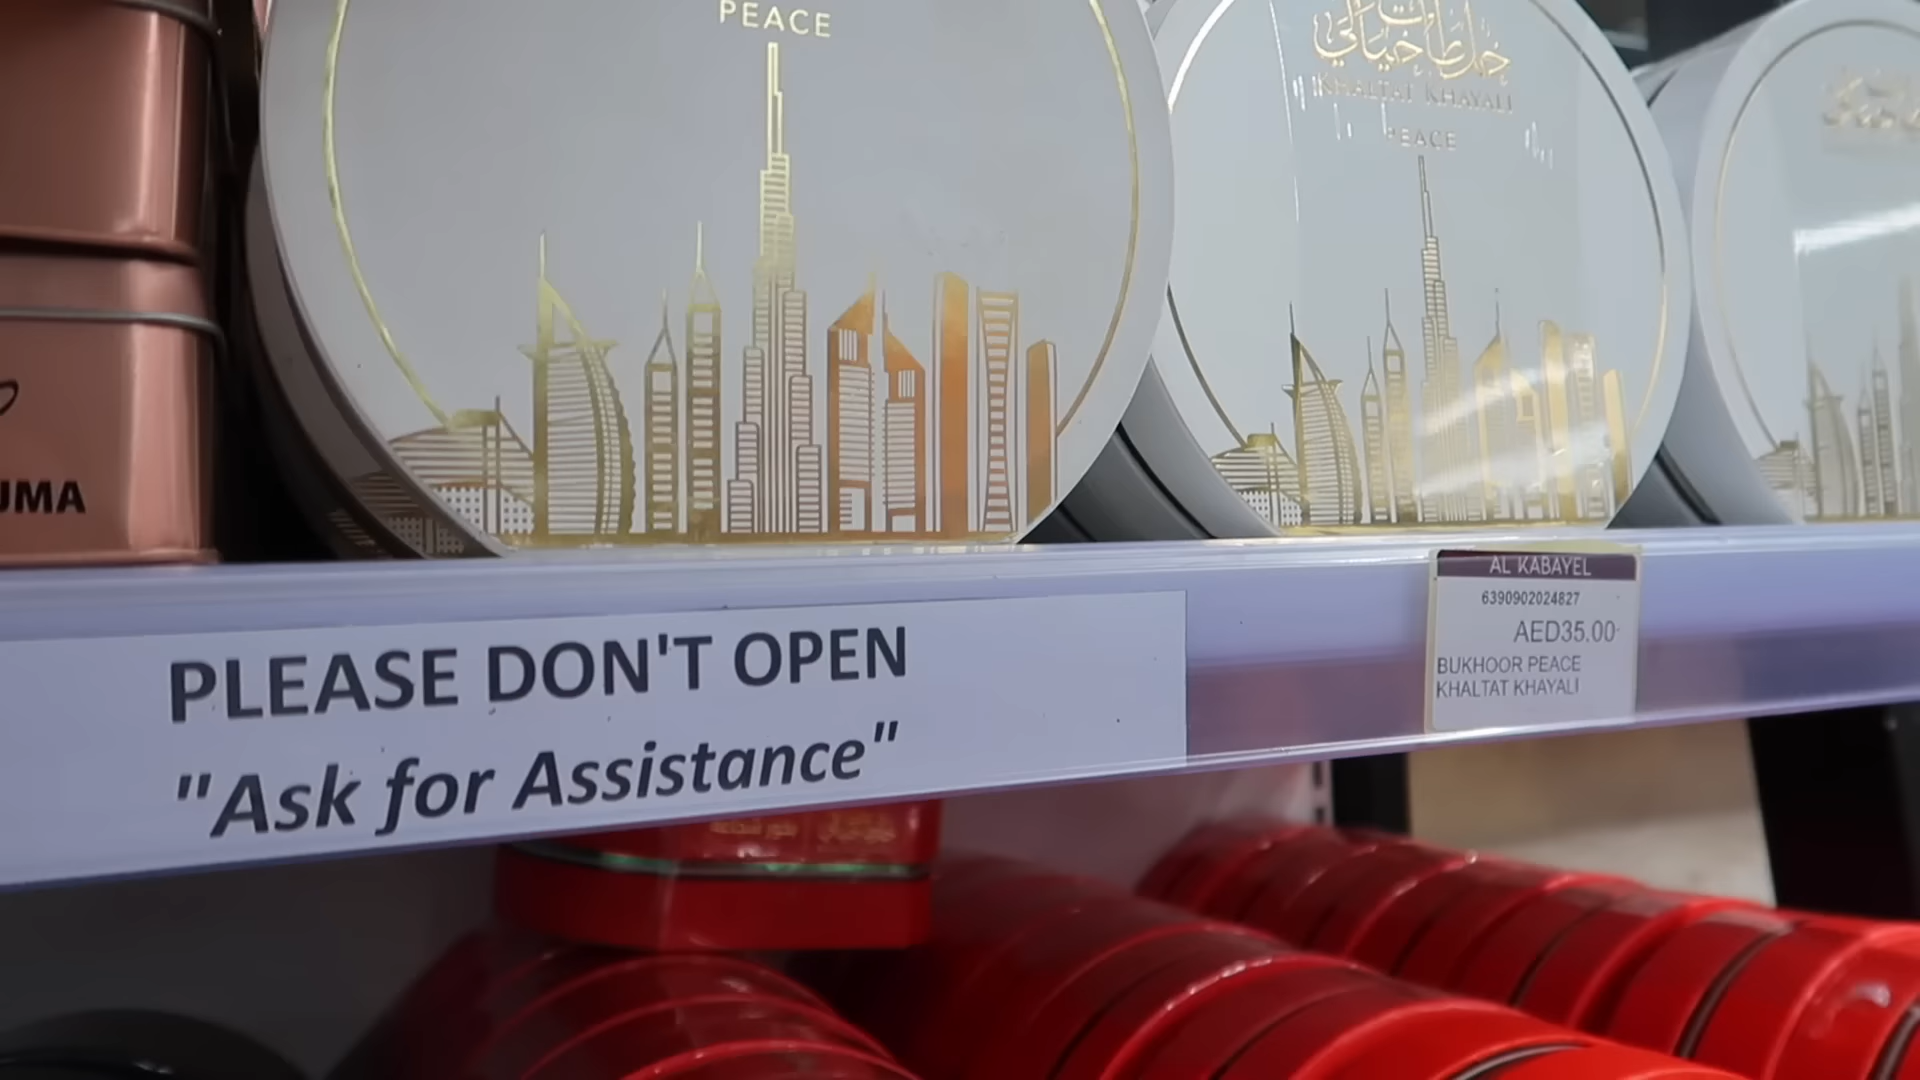 PEACE
خلطات خيالي
KHALTAT KHAYALI
PEACE
UMA
AL KABAYEL
6390902024827
AED35.00
BUKHOOR PEACE
KHALTAT KHAYALI
PLEASE DON'T OPEN
"Ask for Assistance"